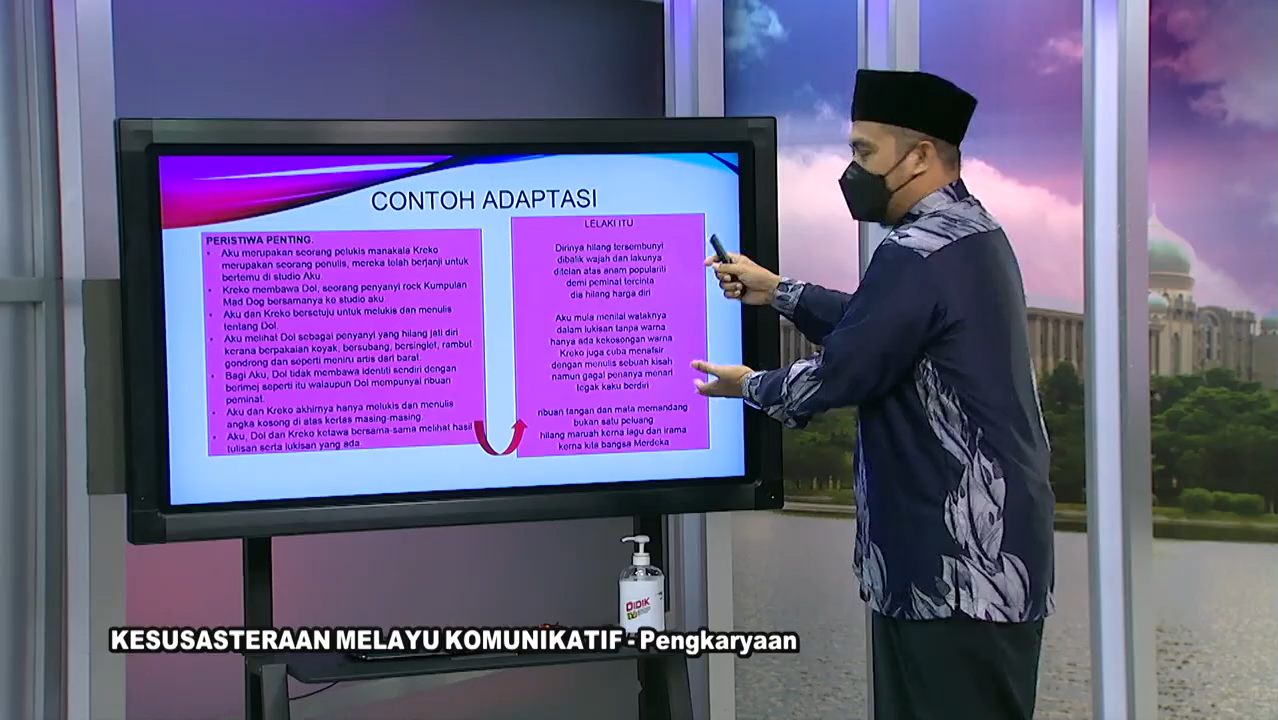 CONTOH ADAPTASI
PERISTIWA PENTING.
• Aku merupakan seorang pelukis manakala Kreko
merupakan seorang penulis, mereka telah berjanji untuk
bertemu di studio Aku.
• Kreko membawa Dol, seorang penyanyi rock Kumpulan
Mad Dog bersamanya ke studio aku.
• Aku dan Kreko bersetuju untuk melukis dan menulis
tentang Dol.
• Aku melihat Dol sebagai penyanyi yang hilang jati diri
kerana berpakaian koyak, bersubang, bersinglet, rambut
gondrong dan seperti meniru artis dari barat.
• Bagi Aku, Dol tidak membawa identiti sendiri dengan
berimej seperti itu walaupun Dol mempunyai ribuan
peminat.
• Aku dan Kreko akhirnya hanya melukis dan menulis
angka kosong di atas kertas masing-masing.
• Aku, Dol dan Kreko ketawa bersama-sama melihat hasil
tulisan serta lukisan yang ada
LELAKI ITU
Dirinya hilang tersembunyi
dibalik wajah dan lakunya
ditelan atas anam populariti
demi peminat tercinta
dia hilang harga diri
Aku mula menilai wataknya
dalam lukisan tanpa warna
hanya ada kekosongan warna
Kreko juga cuba menafsir
dengan menulis sebuah kisah
namun gagal penanya menari
tegak kaku berdiri
ribuan tangan dan mata memandang
bukan satu peluang
hilang maruah kerna lagu dan irama
kerna kita bangsa Merdeka
DIDIK
KESUSASTERAAN MELAYU KOMUNIKATIF - Pengkaryaan